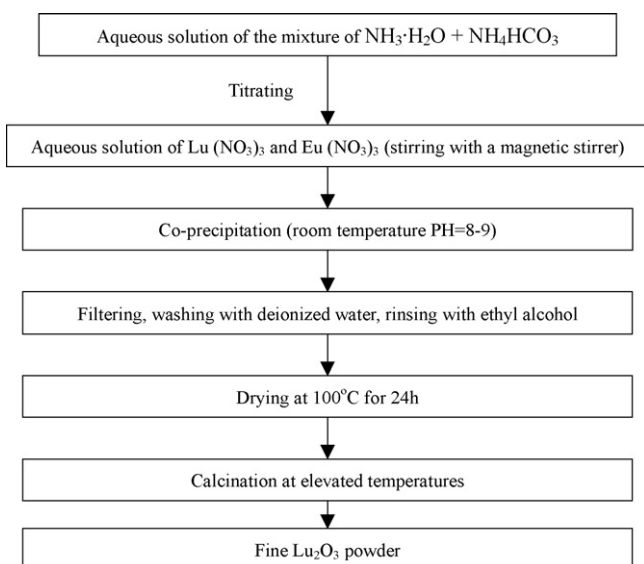 Aqueous solution of the mixture of NH₃·H₂O + NH₄HCO₃
Titrating
Aqueous solution of Lu (NO₃)₃ and Eu (NO₃)₃ (stirring with a magnetic stirrer)
Co-precipitation (room temperature PH=8-9)
Filtering, washing with deionized water, rinsing with ethyl alcohol
Drying at 100°C for 24h
Calcination at elevated temperatures
Fine Lu₂O₃ powder